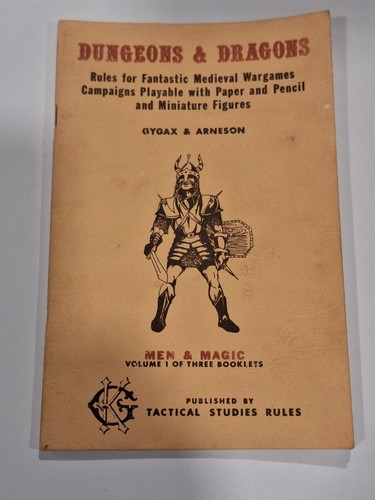 DUNGEONS & DRAGONS
Rules for Fantastic Medieval Wargames
Campaigns Playable with Paper and Pencil
and Miniature Figures
GYGAX & ARNESON
MEN & MAGIC
VOLUME 1 OF THREE BOOKLETS
GK
PUBLISHED BY
TACTICAL STUDIES RULES